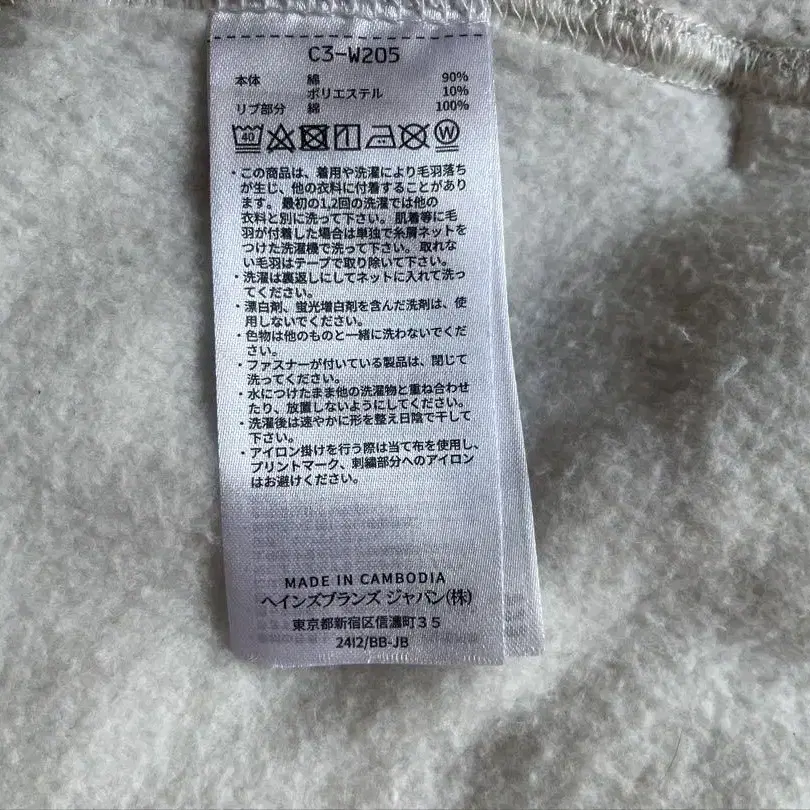 C3-W205
本体 綿 90%
ポリエステル 10%
リブ部分 綿 100%
40 W
・この商品は、着用や洗濯により毛羽落ち
が生じ、他の衣料に付着することがあり
ます。最初の1,2回の洗濯では他の
衣料と別に洗って下さい。肌着等に毛
羽が付着した場合は単独で糸屑ネットを
つけた洗濯機で洗って下さい。取れな
い毛羽はテープで取り除いて下さい。
・洗濯は裏返しにしてネットに入れて洗っ
てください。
・漂白剤、蛍光増白剤を含んだ洗剤は、使
用しないでください。
・色物は他のものと一緒に洗わないでくだ
さい。
・ファスナーが付いている製品は、閉じて
洗ってください。
・水につけたまま他の洗濯物と重ね合わせ
たり、放置しないようにしてください。
・洗濯後は速やかに形を整え日陰で干して
下さい。
・アイロン掛けを行う際は当て布を使用し、
プリントマーク、刺繍部分へのアイロン
はお避けください。
MADE IN CAMBODIA
ヘインズブランズ ジャパン(株)
東京都新宿区信濃町35
2412/BB-JB